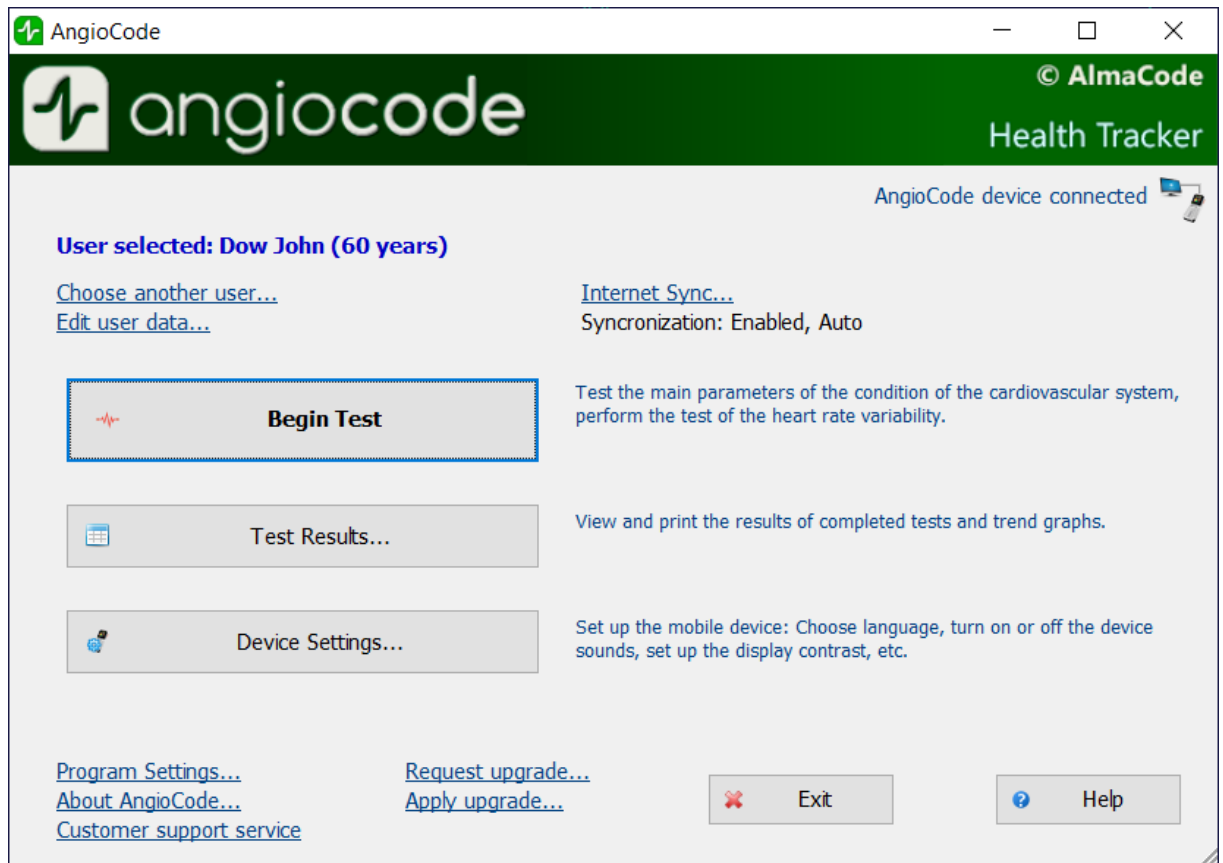 AngioCode
angiocode
© AlmaCode
Health Tracker
AngioCode device connected
User selected: Dow John (60 years)
Choose another user...
Edit user data...
Internet Sync...
Syncronization: Enabled, Auto
Begin Test
Test the main parameters of the condition of the cardiovascular system,
perform the test of the heart rate variability.
Test Results...
View and print the results of completed tests and trend graphs.
Device Settings...
Set up the mobile device: Choose language, turn on or off the device
sounds, set up the display contrast, etc.
Program Settings...
About AngioCode...
Customer support service
Request upgrade...
Apply upgrade...
Exit
Help